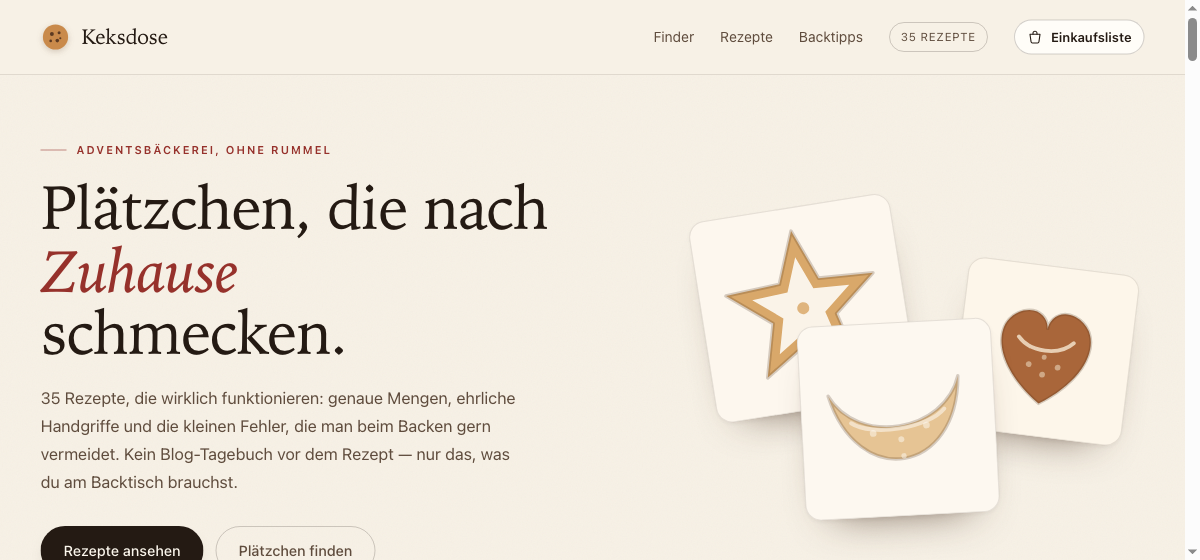 Keksdose
Finder
Rezepte
Backtipps
35 REZEPTE
Einkaufsliste
ADVENTSBÄCKEREI, OHNE RUMMEL
Plätzchen, die nach
Zuhause
schmecken.
35 Rezepte, die wirklich funktionieren: genaue Mengen, ehrliche
Handgriffe und die kleinen Fehler, die man beim Backen gern
vermeidet. Kein Blog-Tagebuch vor dem Rezept — nur das, was
du am Backtisch brauchst.
Rezepte ansehen
Plätzchen finden